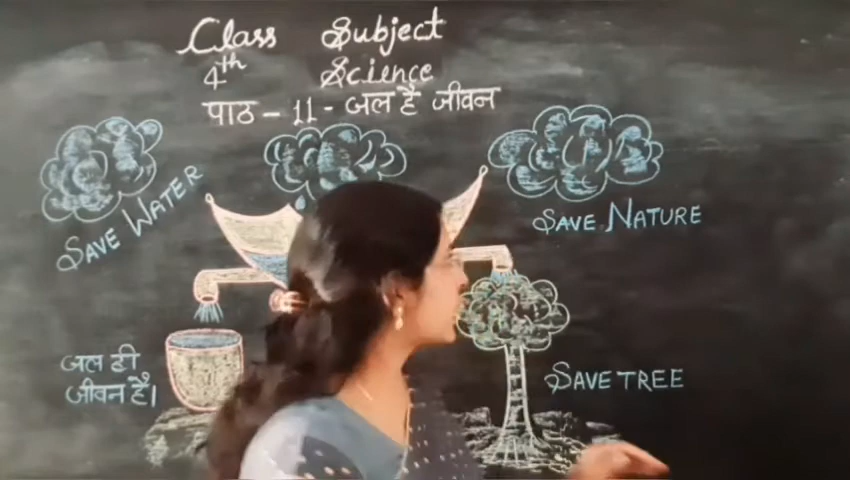 Class Subject
4th Science
पाठ - 11 - जल है जीवन
SAVE WATER
SAVE NATURE
जल ही
जीवन है।
SAVE TREE